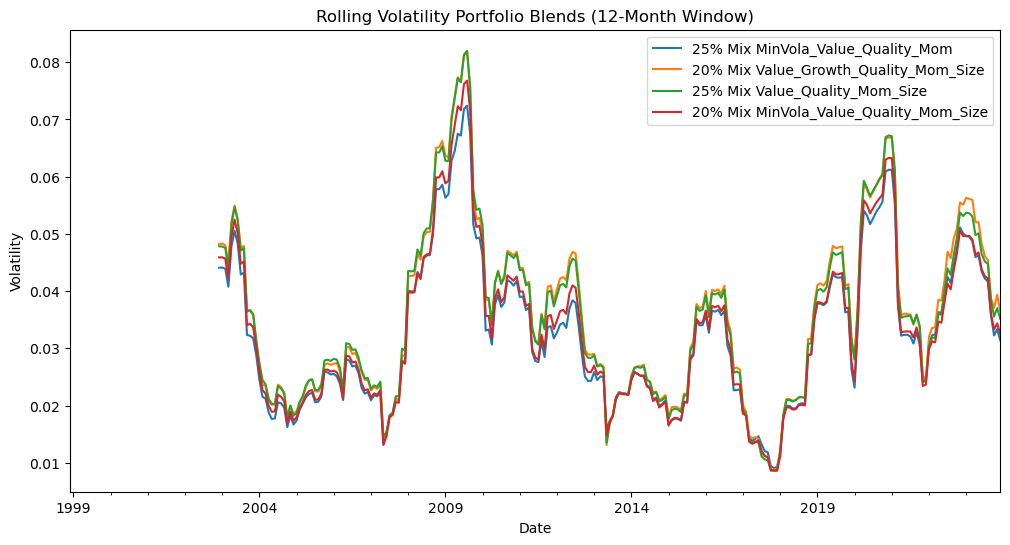 Rolling Volatility Portfolio Blends (12-Month Window)
25% Mix MinVola_Value_Quality_Mom
20% Mix Value_Growth_Quality_Mom_Size
25% Mix Value_Quality_Mom_Size
20% Mix MinVola_Value_Quality_Mom_Size
Volatility
0.08
0.07
0.06
0.05
0.04
0.03
0.02
0.01
1999 2004 2009 2014 2019
Date